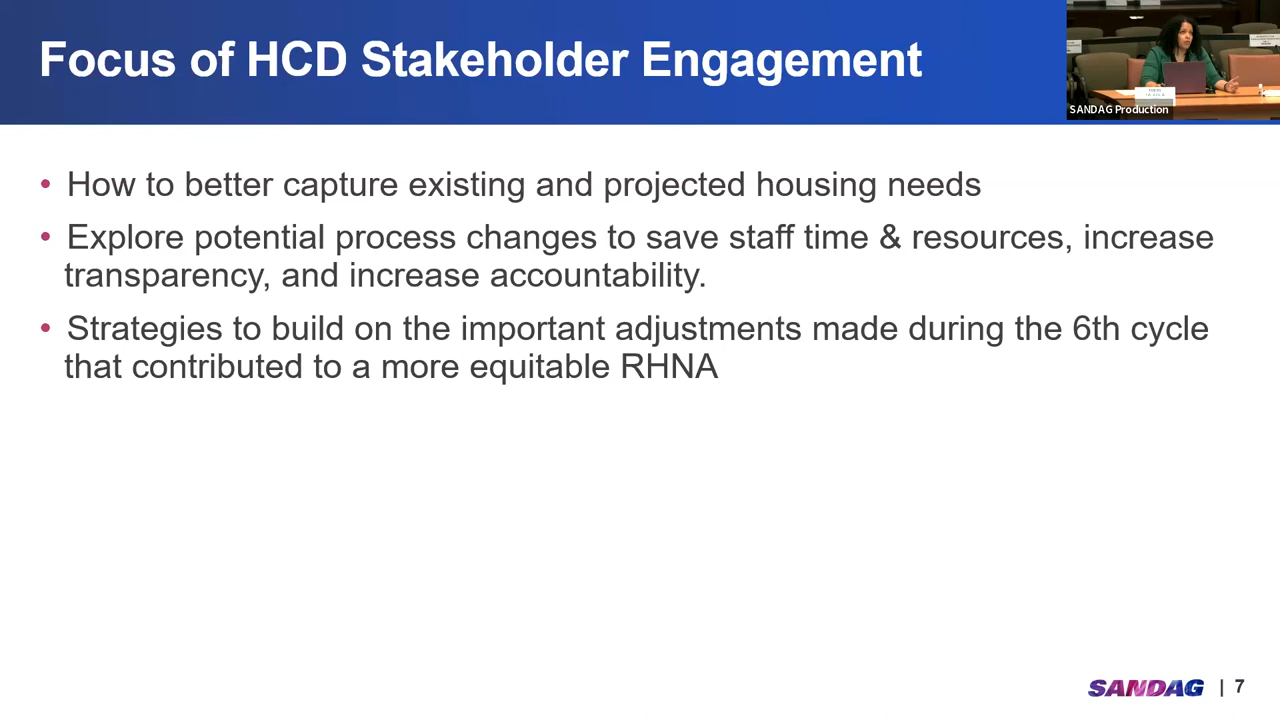 Focus of HCD Stakeholder Engagement
SANDAG Production
• How to better capture existing and projected housing needs
• Explore potential process changes to save staff time & resources, increase
transparency, and increase accountability.
• Strategies to build on the important adjustments made during the 6th cycle
that contributed to a more equitable RHNA
SANDAG | 7